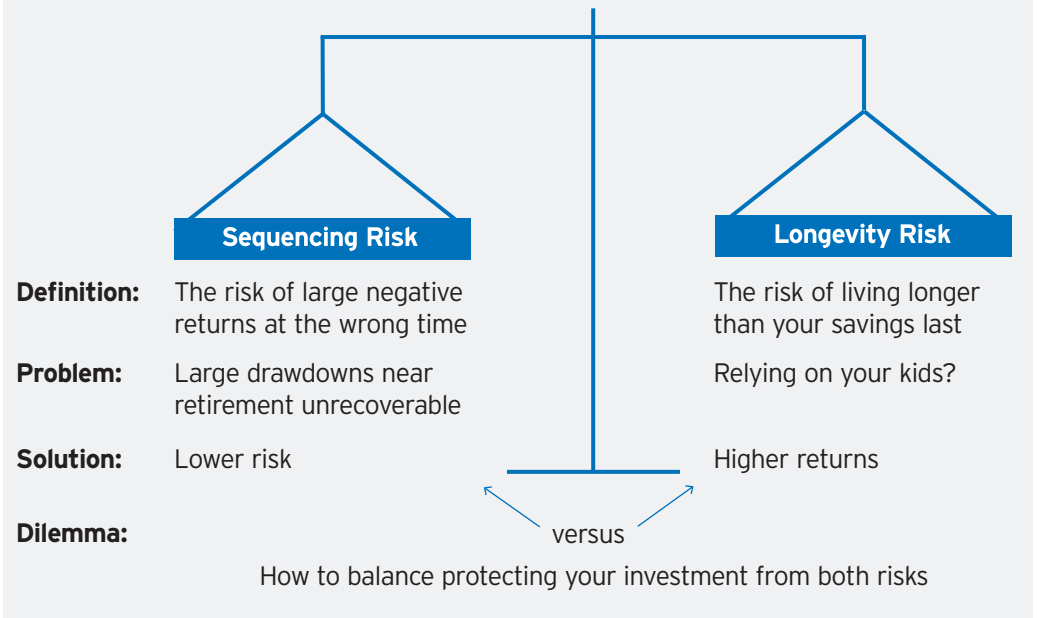 Sequencing Risk
Longevity Risk
Definition:
The risk of large negative
returns at the wrong time
The risk of living longer
than your savings last
Problem:
Large drawdowns near
retirement unrecoverable
Relying on your kids?
Solution:
Lower risk
Higher returns
Dilemma:
versus
How to balance protecting your investment from both risks